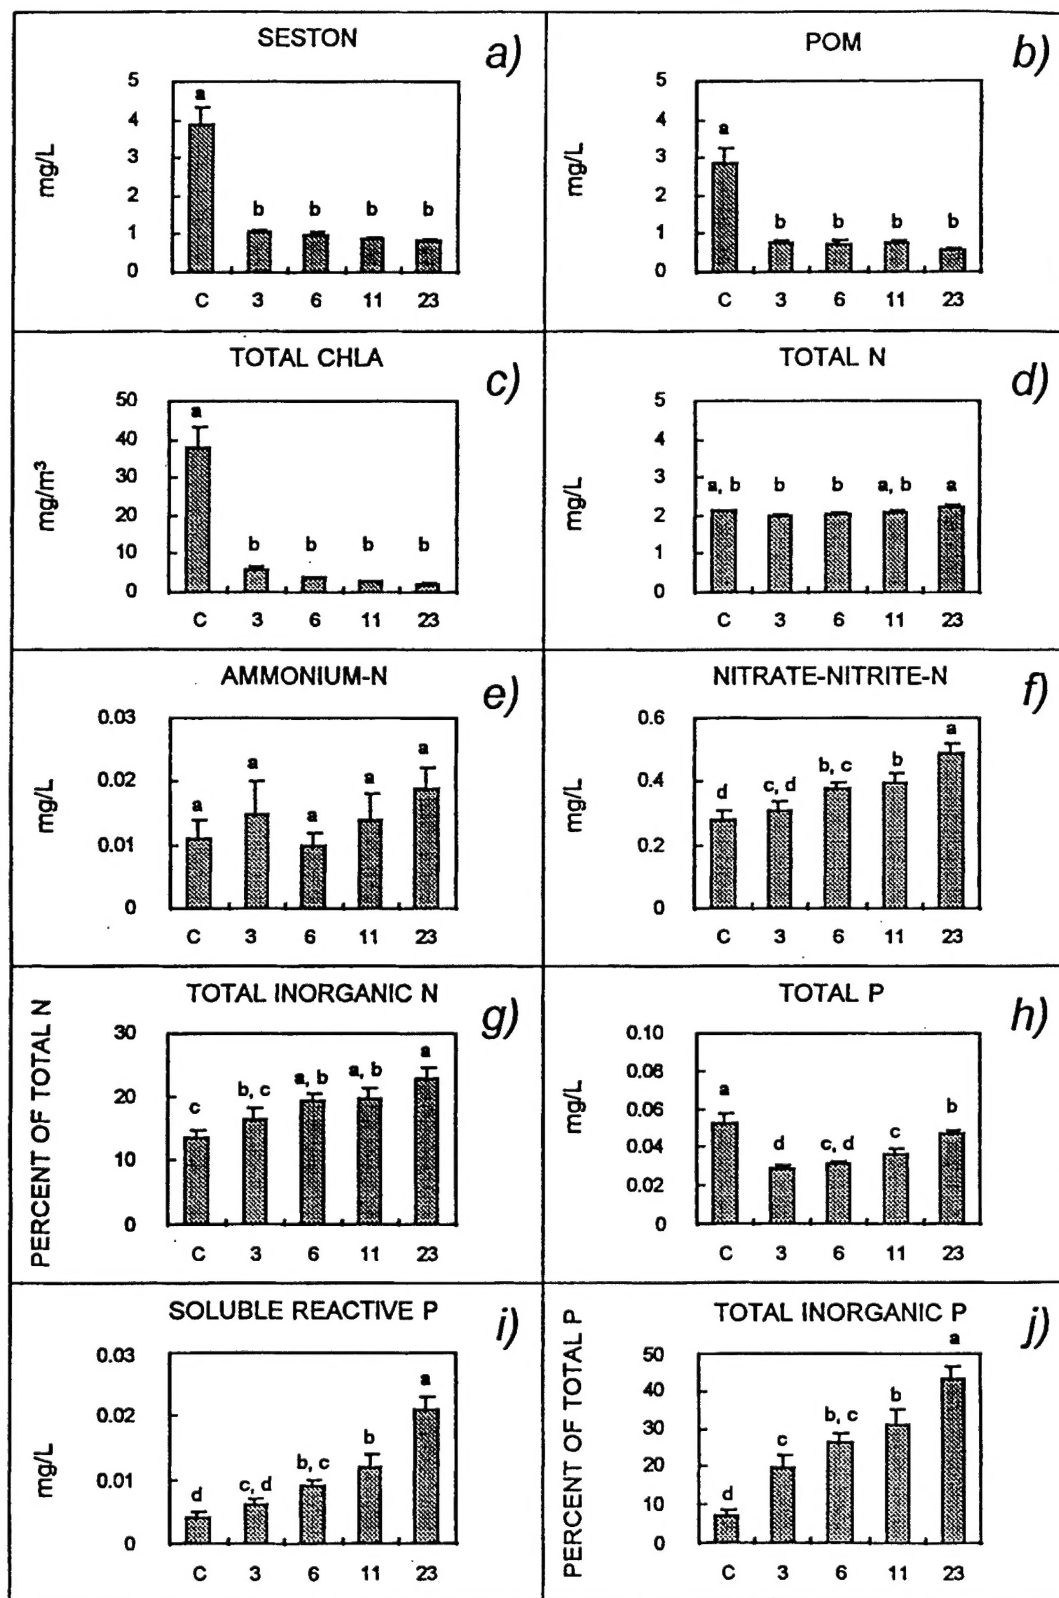 SESTON
a)
mg/L
5
4
3
2
1
0
a
b
b
b
b
C 3 6 11 23
POM
b)
5
4
3
2
1
0
a
b
b
b
b
C 3 6 11 23
TOTAL CHLA
c)
mg/m³
50
40
30
20
10
0
a
b
b
b
b
C 3 6 11 23
TOTAL N
d)
mg/L
5
4
3
2
1
0
a, b
b
b
a, b
a
C 3 6 11 23
AMMONIUM-N
e)
mg/L
0.03
0.02
0.01
0
a
a
a
a
a
C 3 6 11 23
NITRATE-NITRITE-N
f)
mg/L
0.6
0.4
0.2
0
d
c, d
b, c
b
a
C 3 6 11 23
TOTAL INORGANIC N
g)
PERCENT OF TOTAL N
30
20
10
0
c
b, c
a, b
a, b
a
C 3 6 11 23
TOTAL P
h)
mg/L
0.10
0.08
0.06
0.04
0.02
0
a
d
c, d
c
b
C 3 6 11 23
SOLUBLE REACTIVE P
i)
mg/L
0.03
0.02
0.01
0
d
c, d
b, c
b
a
C 3 6 11 23
TOTAL INORGANIC P
j)
PERCENT OF TOTAL P
50
40
30
20
10
0
d
c
b, c
b
a
C 3 6 11 23